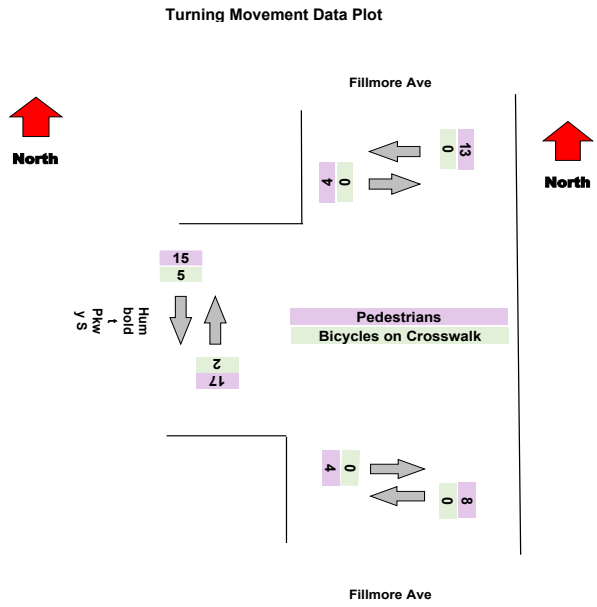 Turning Movement Data Plot
Fillmore Ave
North
North
13
0
4
0
15
5
Hum
bold
t
Pkw
y S
Pedestrians
Bicycles on Crosswalk
2
17
4
0
0
8
Fillmore Ave